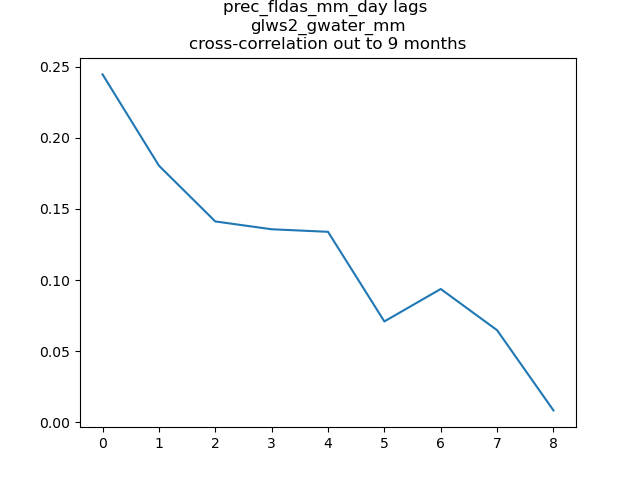 prec_fldas_mm_day lags
glws2_gwater_mm
cross-correlation out to 9 months
0.25
0.20
0.15
0.10
0.05
0.00
0 1 2 3 4 5 6 7 8